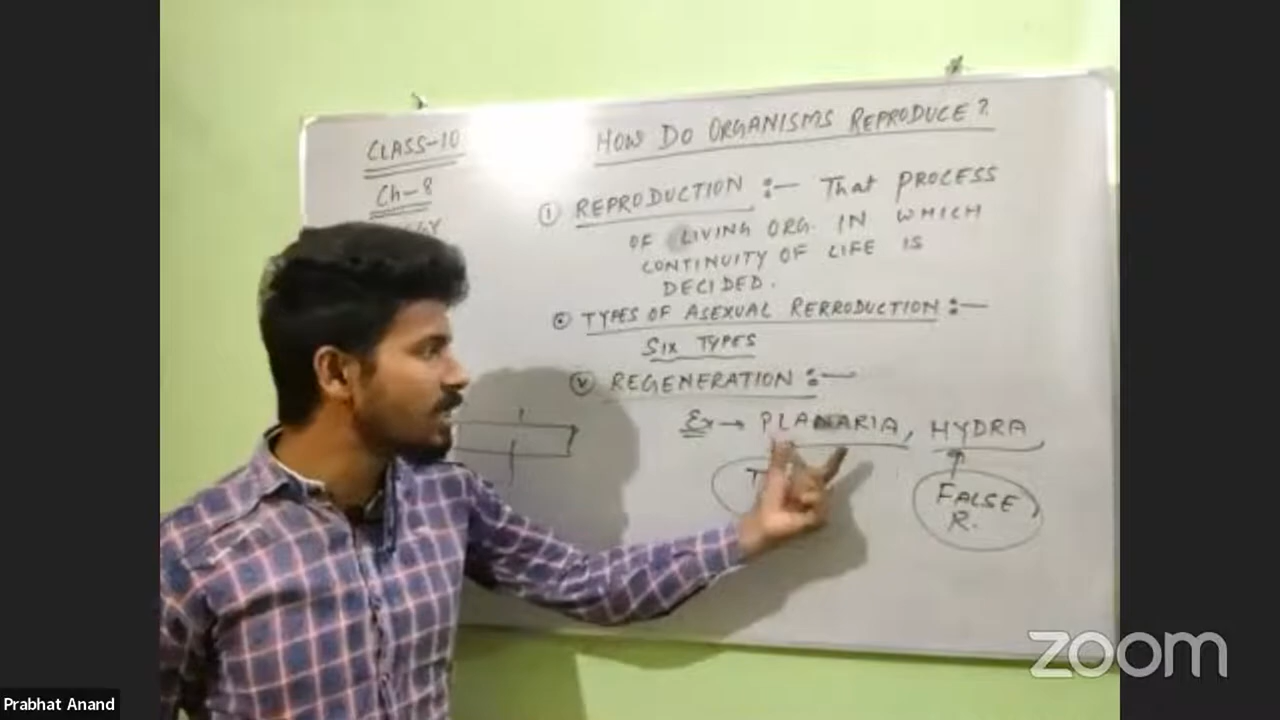 CLASS-10
HOW DO ORGANISMS REPRODUCE?
Ch-8
① REPRODUCTION :- That PROCESS
OF LIVING ORG. IN WHICH
CONTINUITY OF LIFE IS
DECIDED.
TYPES OF ASEXUAL RERRODUCTION :-
SIX TYPES
Ⓥ REGENERATION :-
Ex → PLANARIA, HYDRA
FALSE
R.
zoom
Prabhat Anand